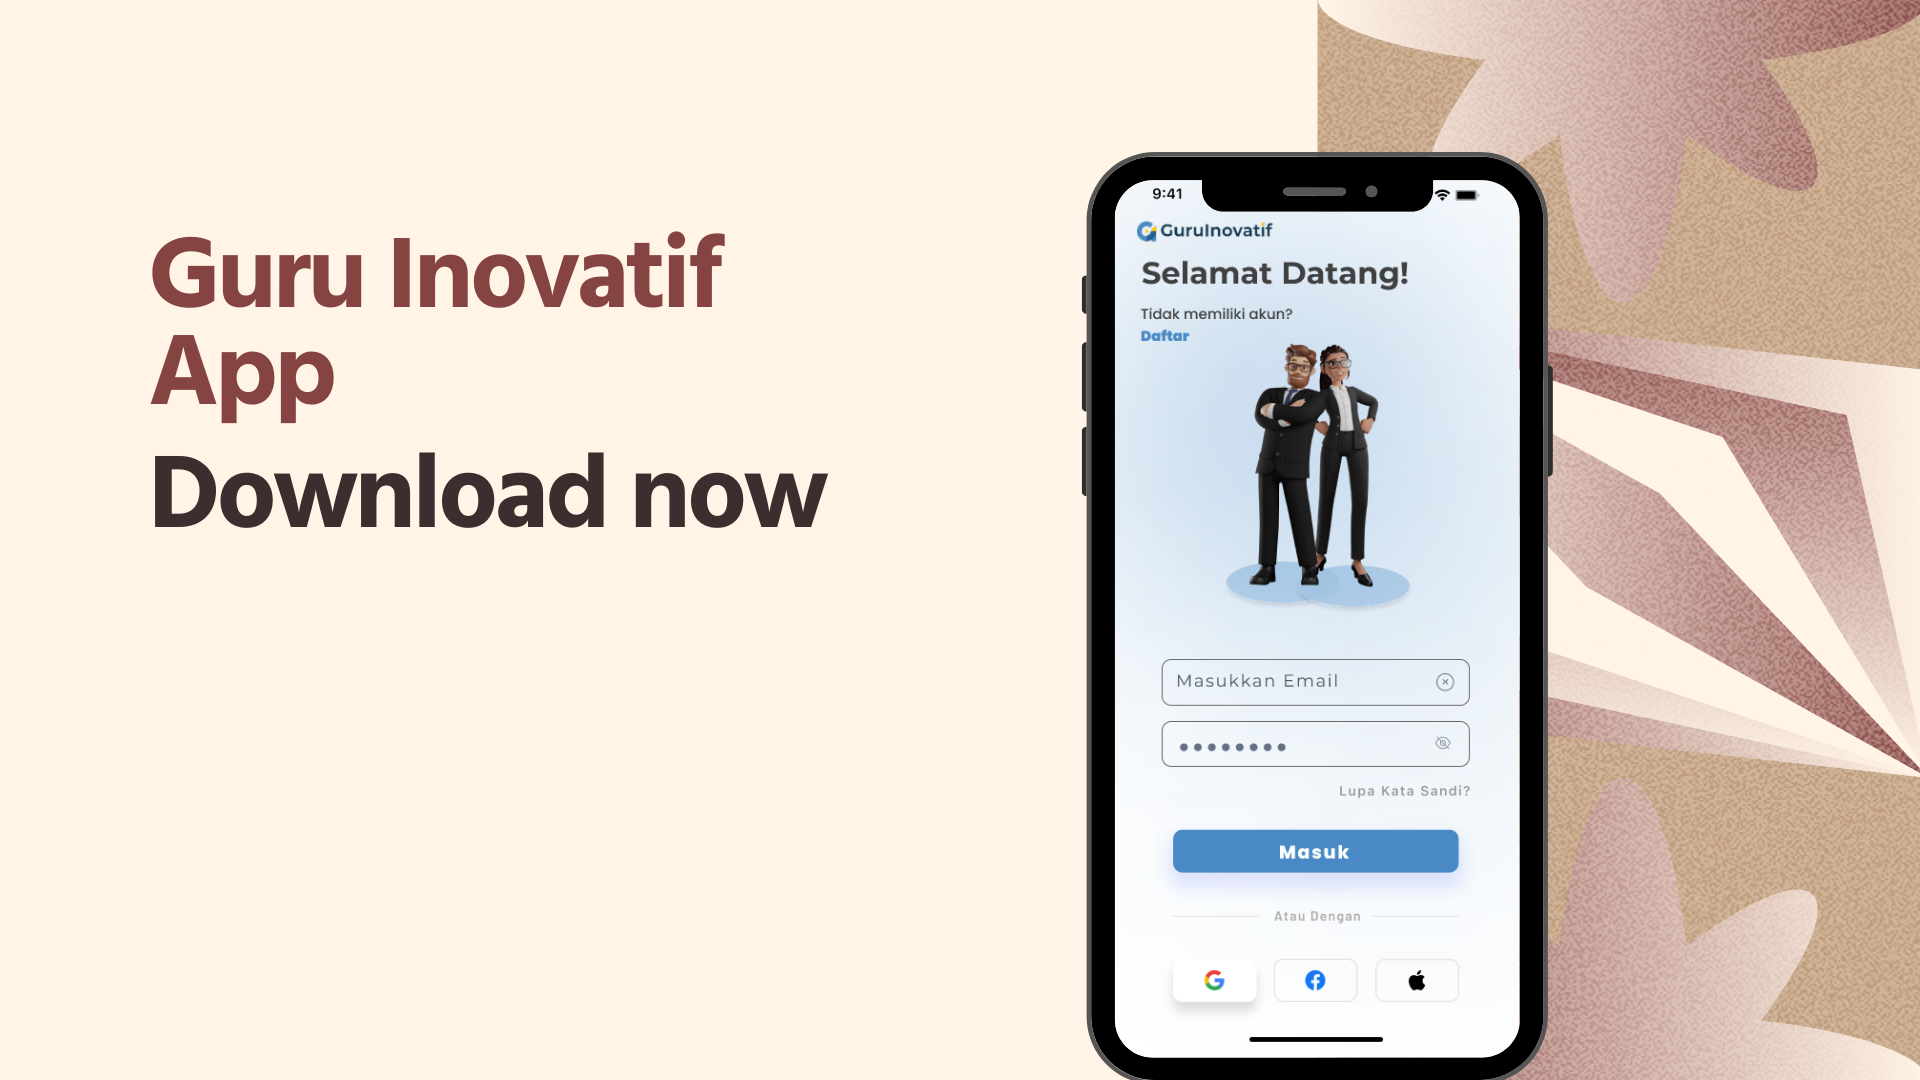 Guru Inovatif
App
Download now
9:41
GuruInovatif
Selamat Datang!
Tidak memiliki akun?
Daftar
Masukkan Email
Lupa Kata Sandi?
Masuk
Atau Dengan